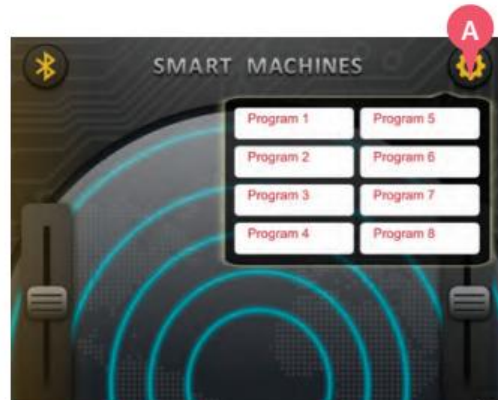 A
SMART MACHINES
Program 1
Program 5
Program 2
Program 6
Program 3
Program 7
Program 4
Program 8